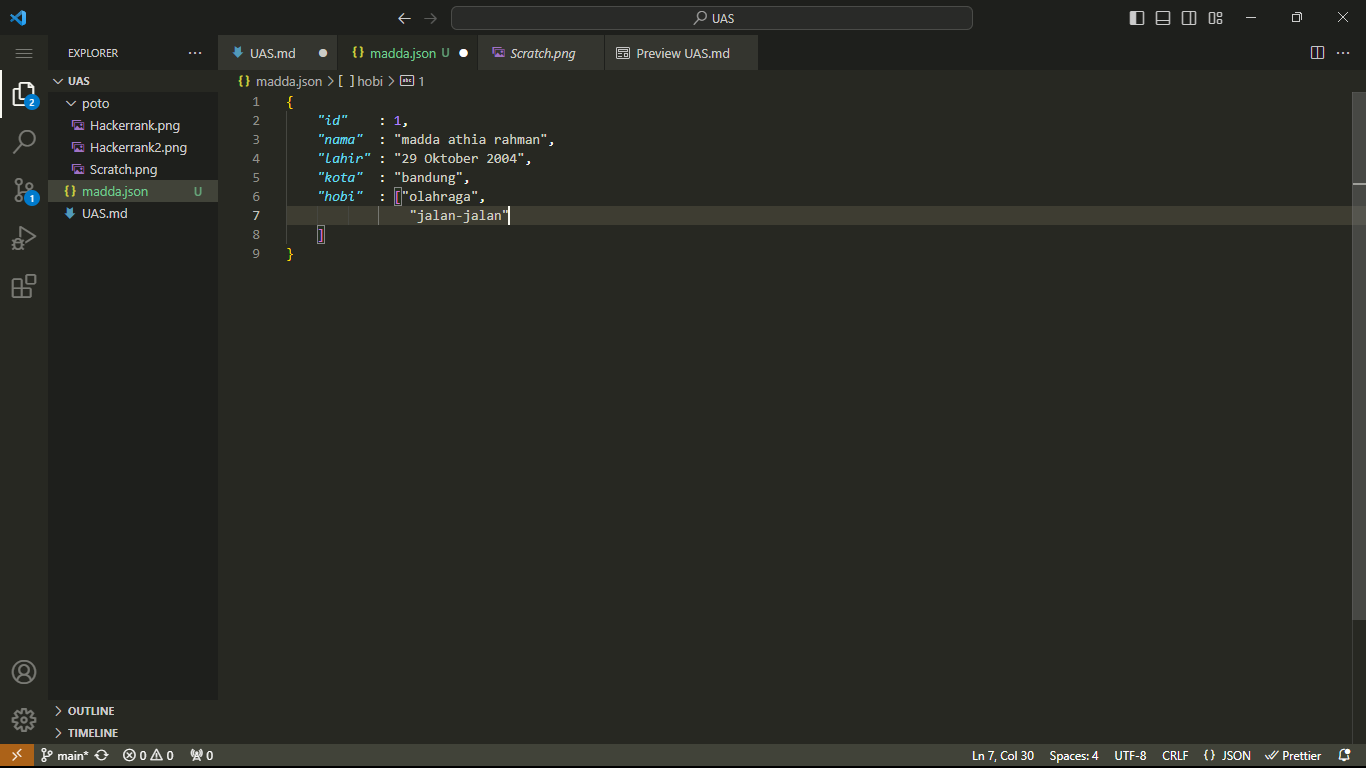 UAS
EXPLORER
UAS.md
madda.json U
Scratch.png
Preview UAS.md
UAS
madda.json > [ ] hobi > abc 1
poto
Hackerrank.png
Hackerrank2.png
Scratch.png
madda.json U
UAS.md
2
1
1 {
2 "id" : 1,
3 "nama" : "madda athia rahman",
4 "lahir" : "29 Oktober 2004",
5 "kota" : "bandung",
6 "hobi" : ["olahraga",
7 "jalan-jalan"
8 ]
9 }
OUTLINE
TIMELINE
main* 0 0 0 Ln 7, Col 30 Spaces: 4 UTF-8 CRLF {} JSON Prettier